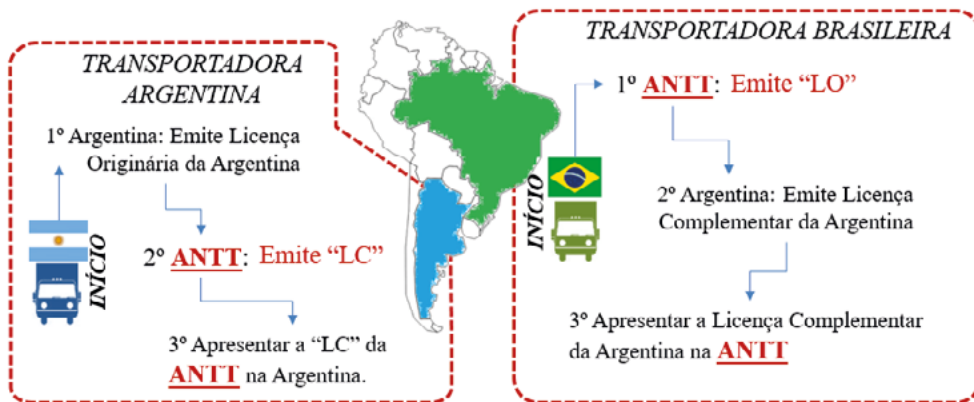 TRANSPORTADORA
ARGENTINA
1º Argentina: Emite Licença
Originária da Argentina
INÍCIO
2º ANTT: Emite “LC”
3º Apresentar a “LC” da
ANTT na Argentina.
TRANSPORTADORA BRASILEIRA
1º ANTT: Emite “LO”
INÍCIO
2º Argentina: Emite Licença
Complementar da Argentina
3º Apresentar a Licença Complementar
da Argentina na ANTT